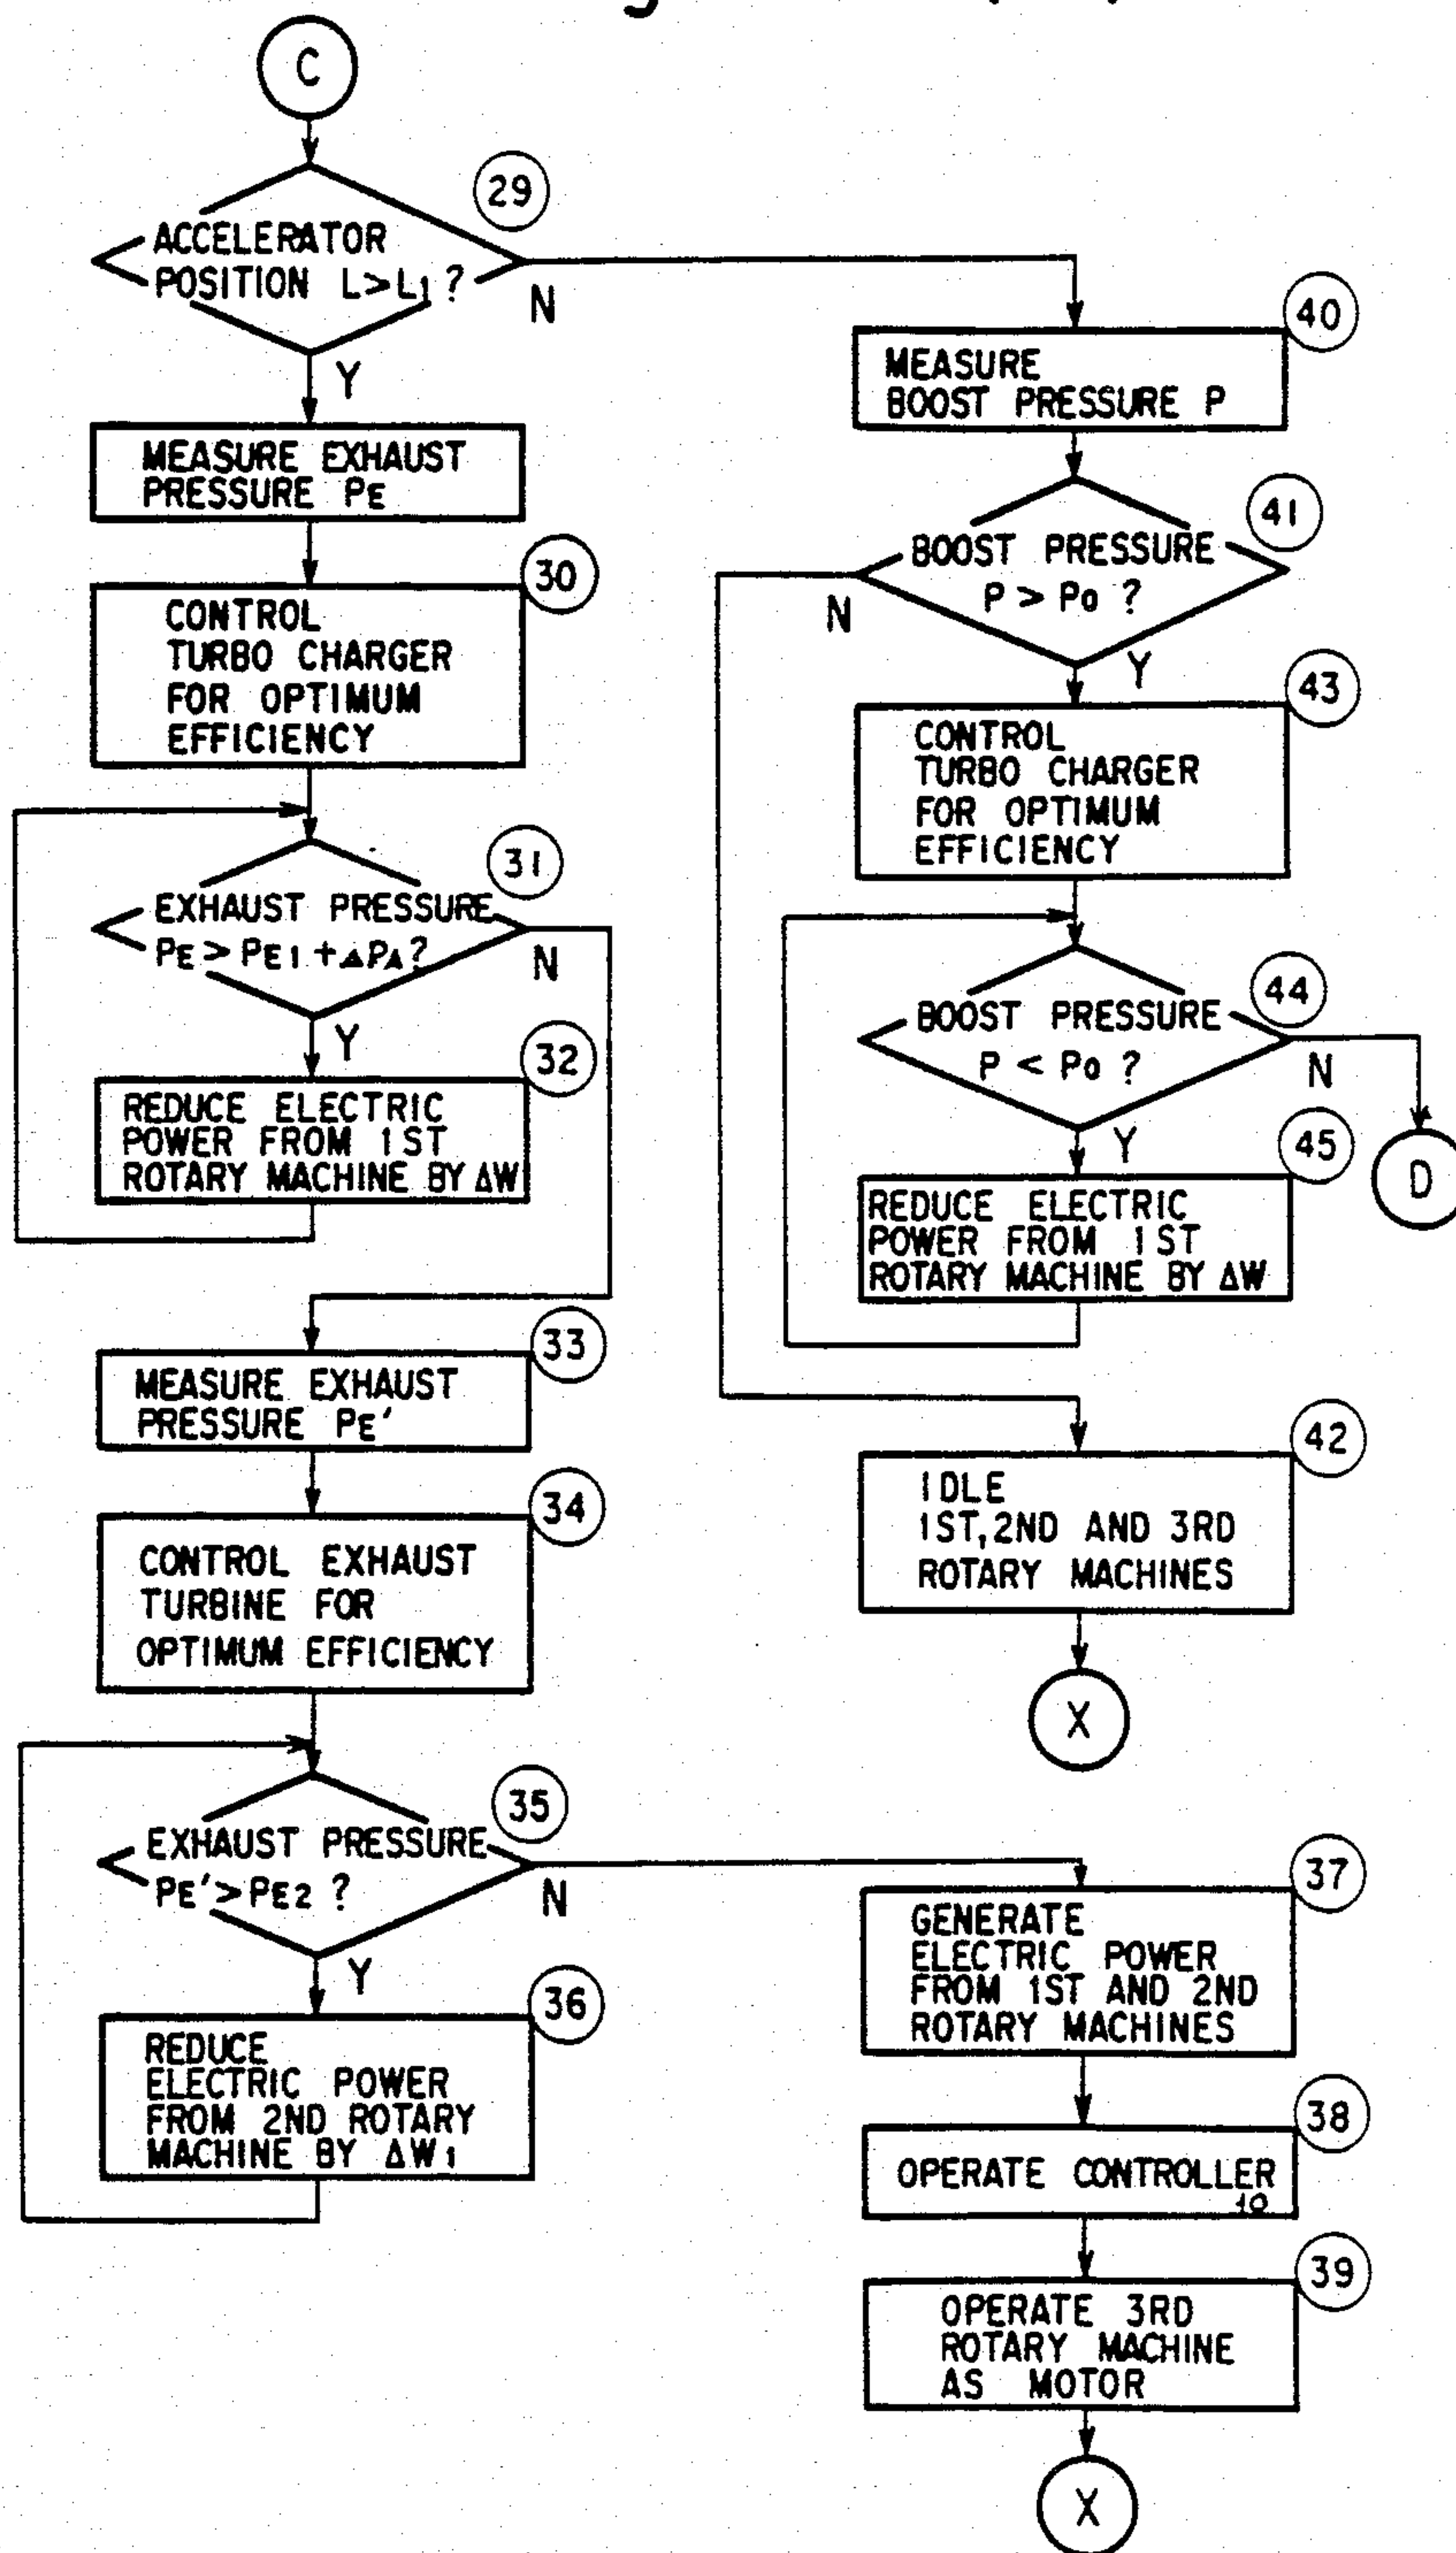 C
29
ACCELERATOR
POSITION L>L1 ?
N
Y
MEASURE EXHAUST
PRESSURE PE
30
CONTROL
TURBO CHARGER
FOR OPTIMUM
EFFICIENCY
31
EXHAUST PRESSURE
PE > PE1 + ΔPA ?
N
Y
32
REDUCE ELECTRIC
POWER FROM 1ST
ROTARY MACHINE BY ΔW
33
MEASURE EXHAUST
PRESSURE PE'
34
CONTROL EXHAUST
TURBINE FOR
OPTIMUM EFFICIENCY
35
EXHAUST PRESSURE
PE' > PE2 ?
N
Y
36
REDUCE
ELECTRIC POWER
FROM 2ND ROTARY
MACHINE BY ΔW1
40
MEASURE
BOOST PRESSURE P
41
BOOST PRESSURE
P > P0 ?
N
Y
43
CONTROL
TURBO CHARGER
FOR OPTIMUM
EFFICIENCY
44
BOOST PRESSURE
P < P0 ?
N
Y
D
45
REDUCE ELECTRIC
POWER FROM 1ST
ROTARY MACHINE BY ΔW
42
IDLE
1ST, 2ND AND 3RD
ROTARY MACHINES
X
37
GENERATE
ELECTRIC POWER
FROM 1ST AND 2ND
ROTARY MACHINES
38
OPERATE CONTROLLER
10
39
OPERATE 3RD
ROTARY MACHINE
AS MOTOR
X